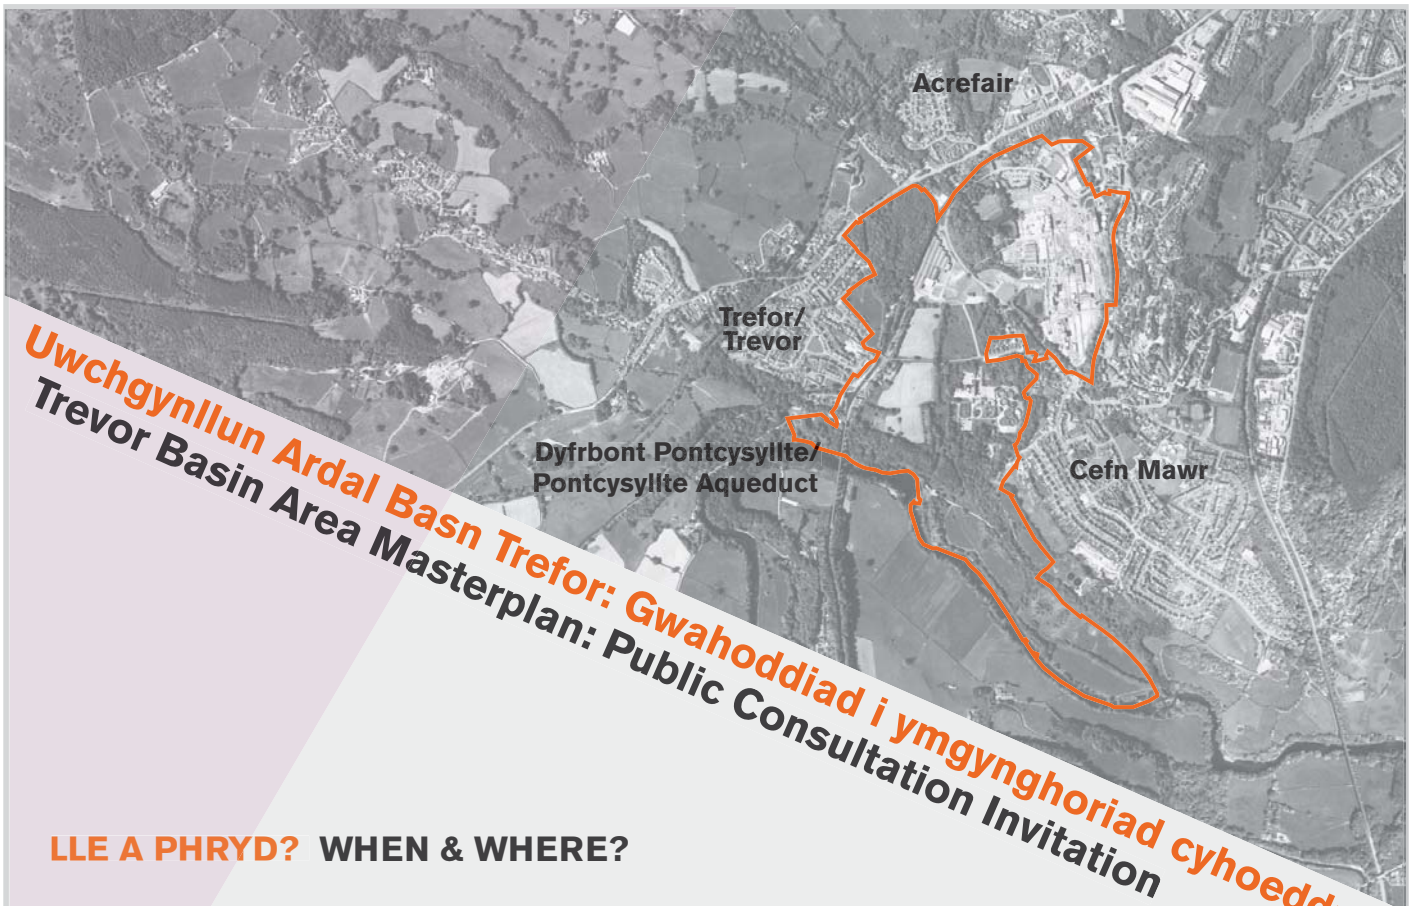 Acrefair
Trefor/
Trevor
Dyfrbont Pontcysyllte/
Pontcysyllte Aqueduct
Cefn Mawr
Uwchgynllun Ardal Basn Trefor: Gwahoddiad i ymgynghoriad cyhoedd
Trevor Basin Area Masterplan: Public Consultation Invitation
LLE A PHRYD? WHEN & WHERE?